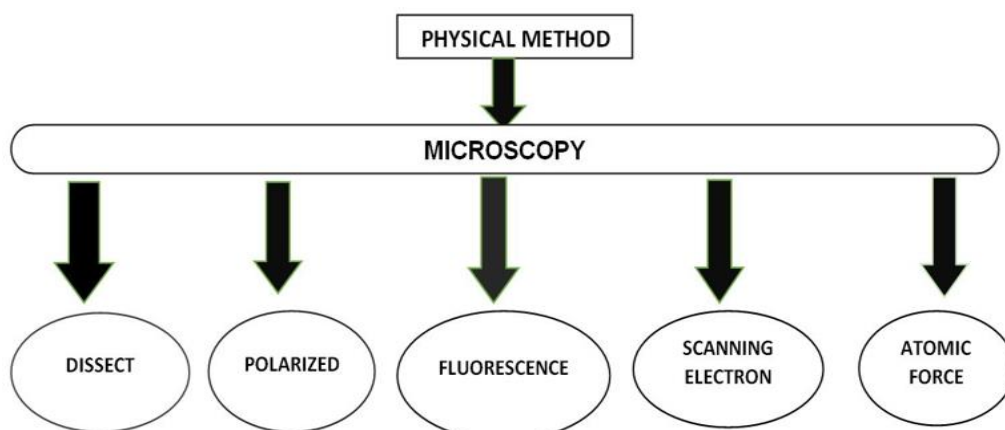 PHYSICAL METHOD
MICROSCOPY
DISSECT
POLARIZED
FLUORESCENCE
SCANNING
ELECTRON
ATOMIC
FORCE